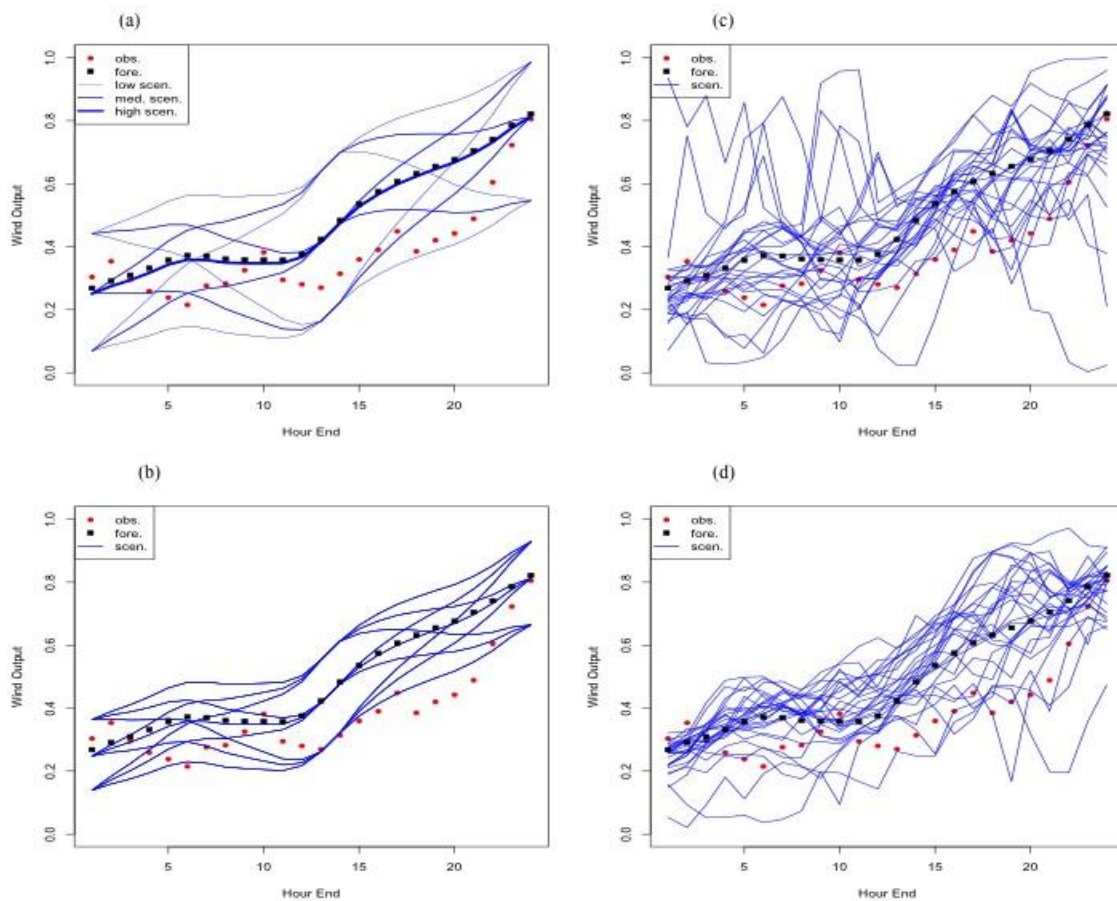 (a)
obs.
fore.
low scen.
med. scen.
high scen.
Wind Output
0.0 0.2 0.4 0.6 0.8 1.0
5 10 15 20
Hour End
(c)
obs.
fore.
scen.
Wind Output
0.0 0.2 0.4 0.6 0.8 1.0
5 10 15 20
Hour End
(b)
obs.
fore.
scen.
Wind Output
0.0 0.2 0.4 0.6 0.8 1.0
5 10 15 20
Hour End
(d)
obs.
fore.
scen.
Wind Output
0.0 0.2 0.4 0.6 0.8 1.0
5 10 15 20
Hour End